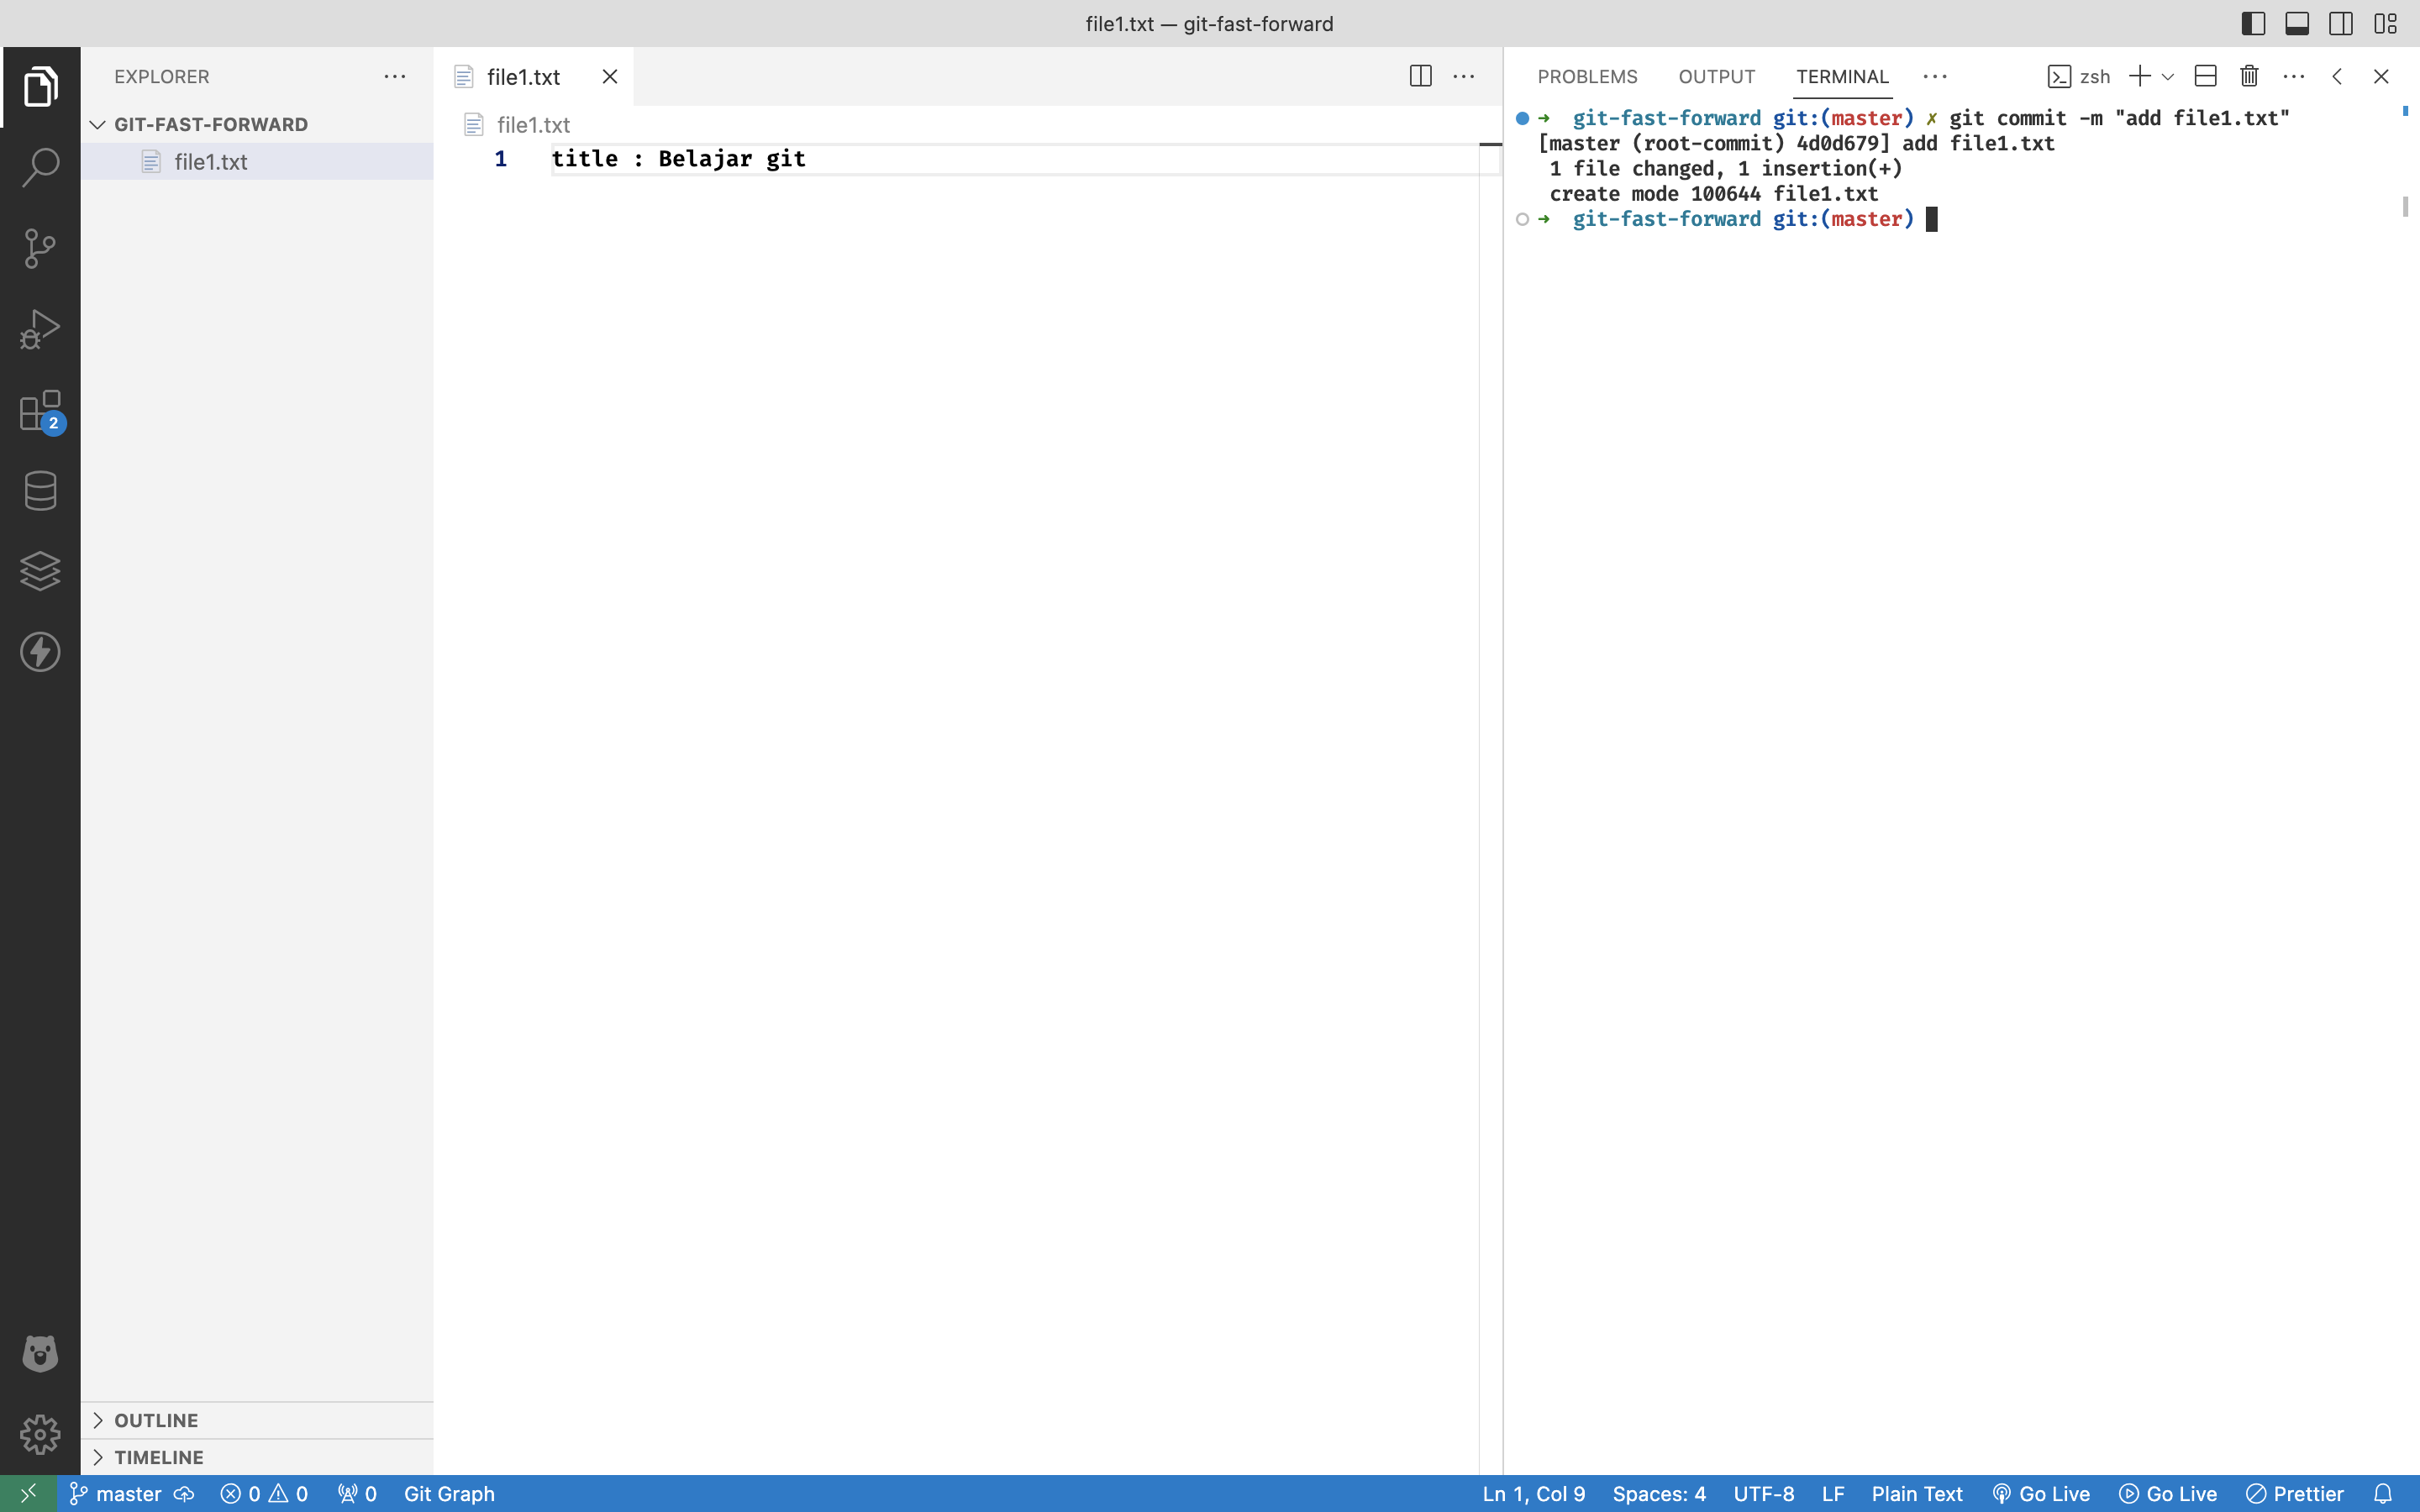 file1.txt — git-fast-forward
EXPLORER
GIT-FAST-FORWARD
file1.txt
2
OUTLINE
TIMELINE
file1.txt
file1.txt
1 title : Belajar git
PROBLEMS OUTPUT TERMINAL zsh
➜ git-fast-forward git:(master) ✗ git commit -m "add file1.txt"
[master (root-commit) 4d0d679] add file1.txt
1 file changed, 1 insertion(+)
create mode 100644 file1.txt
➜ git-fast-forward git:(master)
master 0 0 0 Git Graph Ln 1, Col 9 Spaces: 4 UTF-8 LF Plain Text Go Live Go Live Prettier